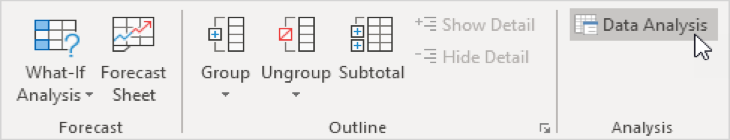 What-If
Analysis
Forecast
Sheet
Forecast
Group
Ungroup
Subtotal
Show Detail
Hide Detail
Outline
Data Analysis
Analysis